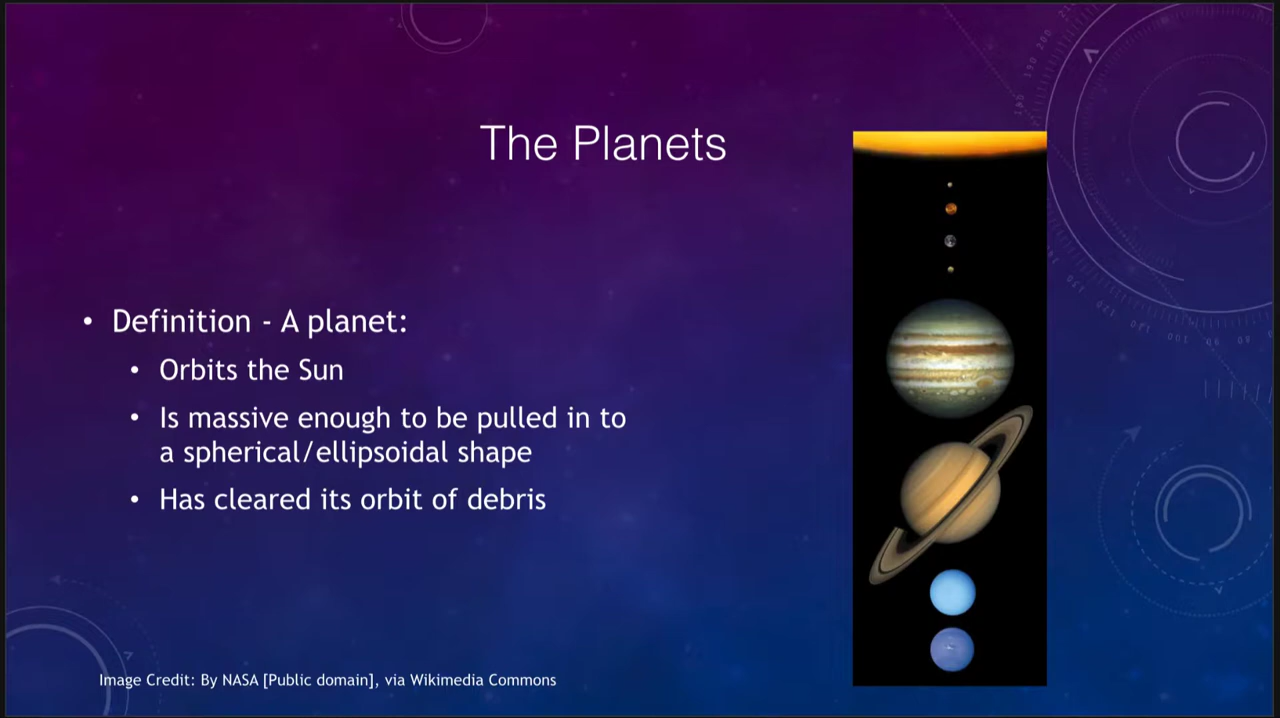 The Planets
• Definition - A planet:
• Orbits the Sun
• Is massive enough to be pulled in to
a spherical/ellipsoidal shape
• Has cleared its orbit of debris
Image Credit: By NASA [Public domain], via Wikimedia Commons